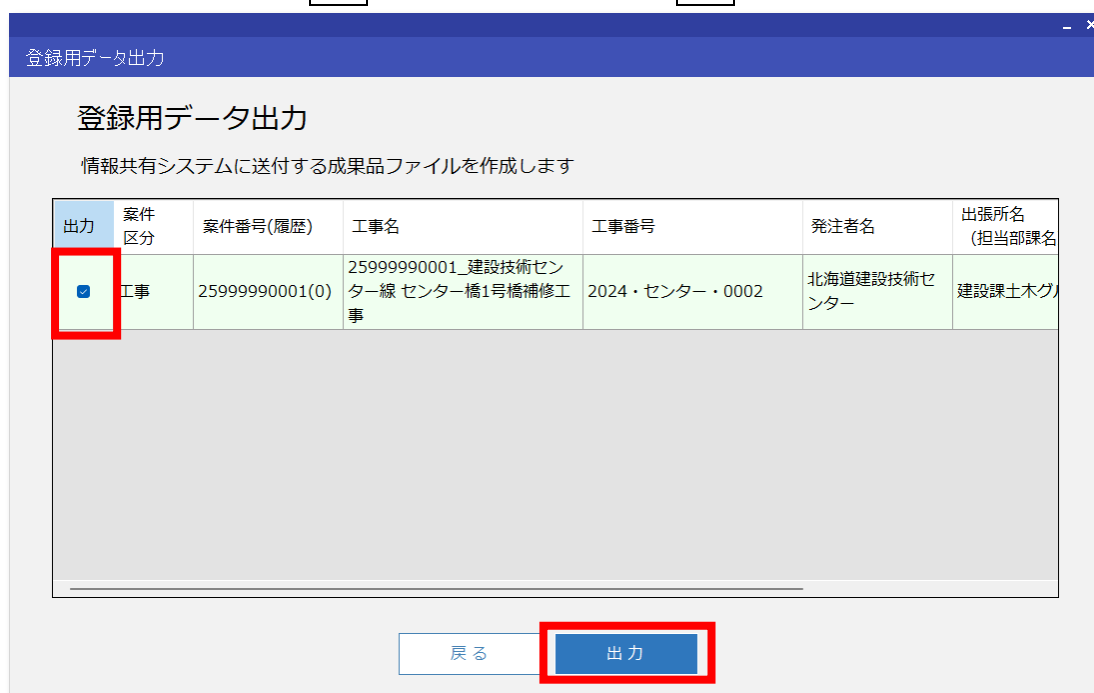 登録用データ出力
登録用データ出力
情報共有システムに送付する成果品ファイルを作成します
出力 案件 案件番号(履歴) 工事名 工事番号 発注者名 出張所名
区分 (担当部課名
工事 25999990001(0) 25999990001_建設技術セン 2024・センター・0002 北海道建設技術セ 建設課土木グル
ター線 センター橋1号橋補修工 ンター
事
戻る 出力